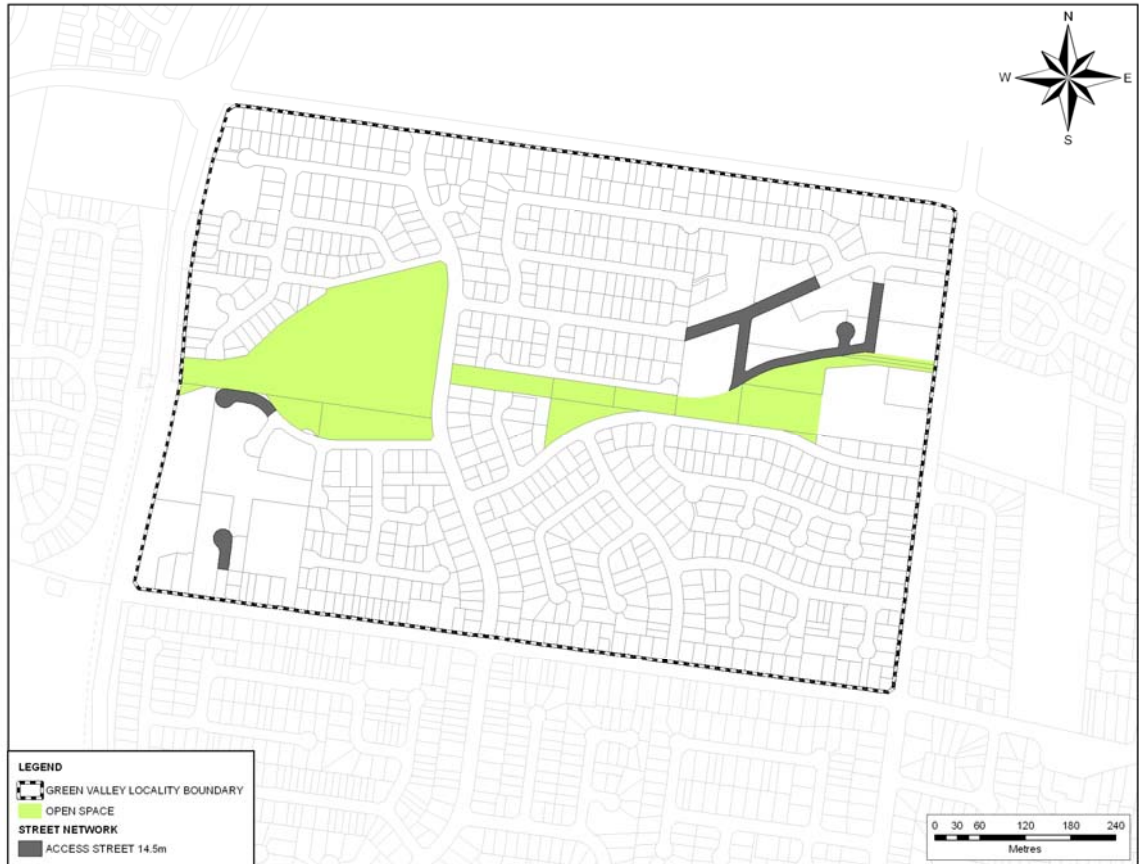 N
W E
S
LEGEND
GREEN VALLEY LOCALITY BOUNDARY
OPEN SPACE
STREET NETWORK
ACCESS STREET 14.5m
0 30 60 120 180 240
Metres